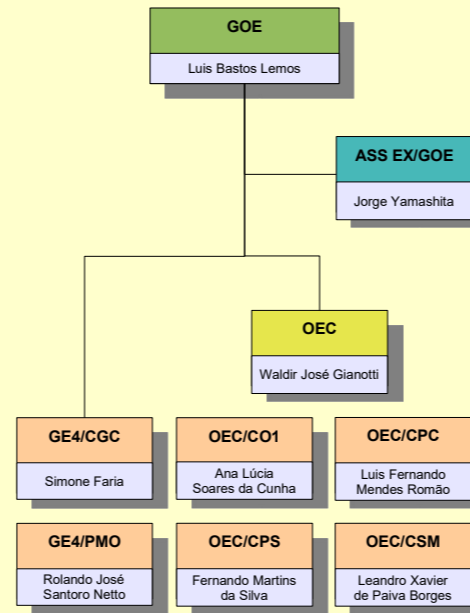 GOE
Luis Bastos Lemos
ASS EX/GOE
Jorge Yamashita
OEC
Waldir José Gianotti
GE4/CGC
Simone Faria
OEC/CO1
Ana Lúcia
Soares da Cunha
OEC/CPC
Luis Fernando
Mendes Romão
GE4/PMO
Rolando José
Santoro Netto
OEC/CPS
Fernando Martins
da Silva
OEC/CSM
Leandro Xavier
de Paiva Borges